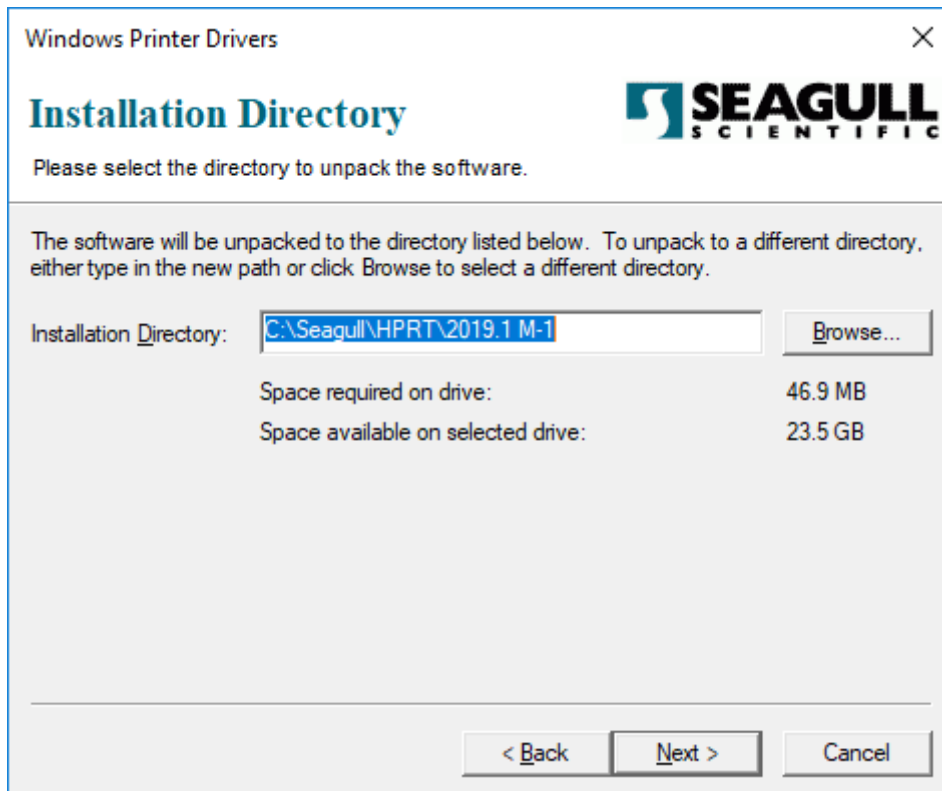 Windows Printer Drivers
Installation Directory
SEAGULL
SCIENTIFIC
Please select the directory to unpack the software.
The software will be unpacked to the directory listed below.  To unpack to a different directory,
either type in the new path or click Browse to select a different directory.
Installation Directory: C:\Seagull\HPRT\2019.1 M-1 Browse...
Space required on drive: 46.9 MB
Space available on selected drive: 23.5 GB
< Back Next > Cancel